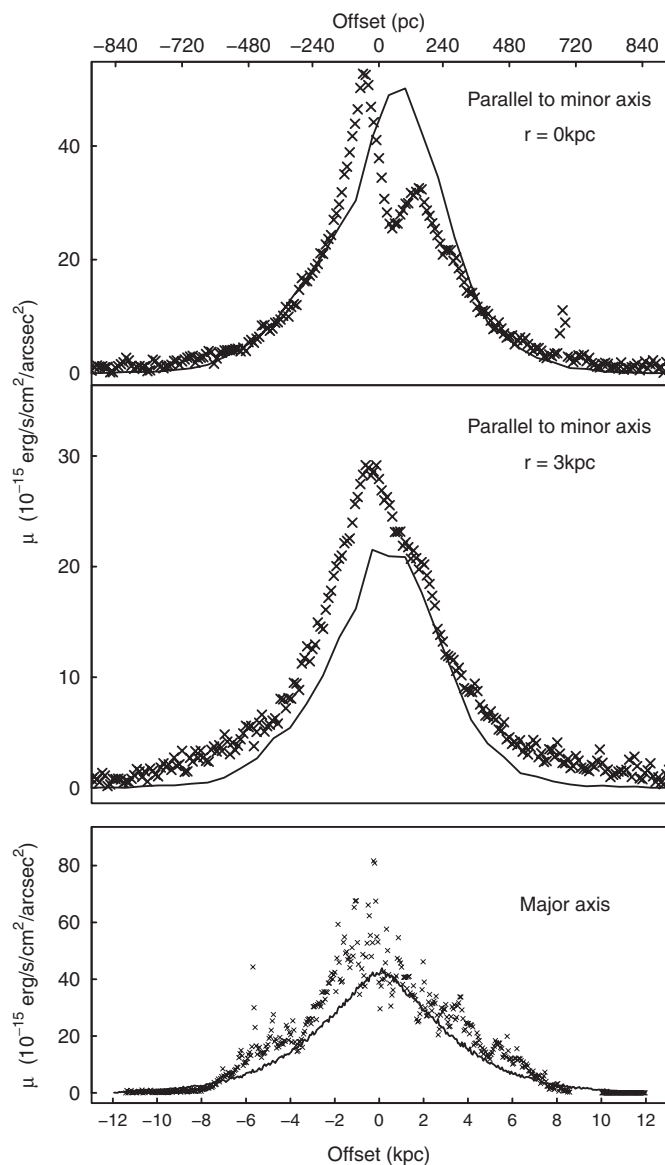 Offset (pc)
−840 −720 −480 −240 0 240 480 720 840
Parallel to minor axis
r = 0kpc
40
20
0
μ (10⁻¹⁵ erg/s/cm²/arcsec²)
Parallel to minor axis
r = 3kpc
30
20
10
0
Major axis
80
60
40
20
0
μ (10⁻¹⁵ erg/s/cm²/arcsec²)
−12 −10 −8 −6 −4 −2 0 2 4 6 8 10 12
Offset (kpc)